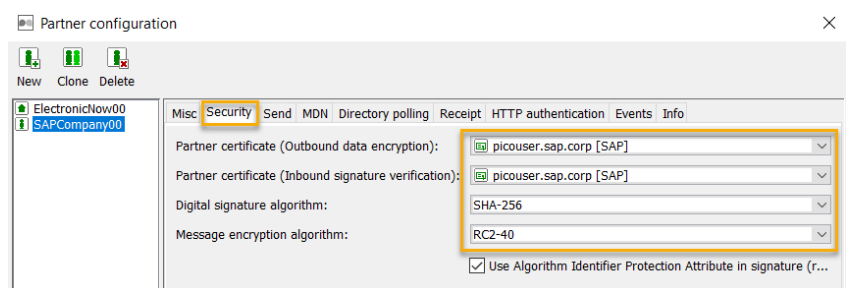 Partner configuration
New Clone Delete
ElectronicNow00
SAPCompany00
Misc Security Send MDN Directory polling Receipt HTTP authentication Events Info
Partner certificate (Outbound data encryption): picouser.sap.corp [SAP]
Partner certificate (Inbound signature verification): picouser.sap.corp [SAP]
Digital signature algorithm: SHA-256
Message encryption algorithm: RC2-40
Use Algorithm Identifier Protection Attribute in signature (r...